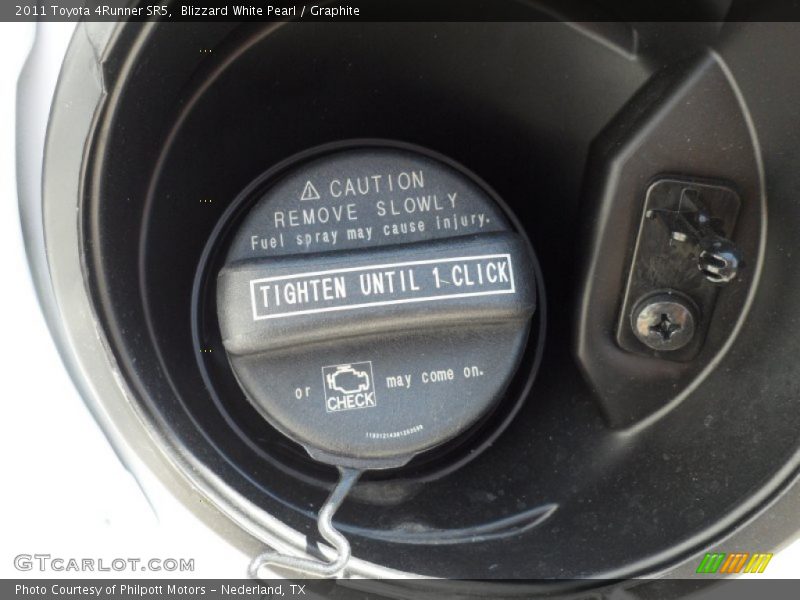 2011 Toyota 4Runner SR5,  Blizzard White Pearl / Graphite
CAUTION
REMOVE SLOWLY
Fuel spray may cause injury.
TIGHTEN UNTIL 1 CLICK
or CHECK may come on.
GTCARLOT.COM
Photo Courtesy of Philpott Motors - Nederland, TX